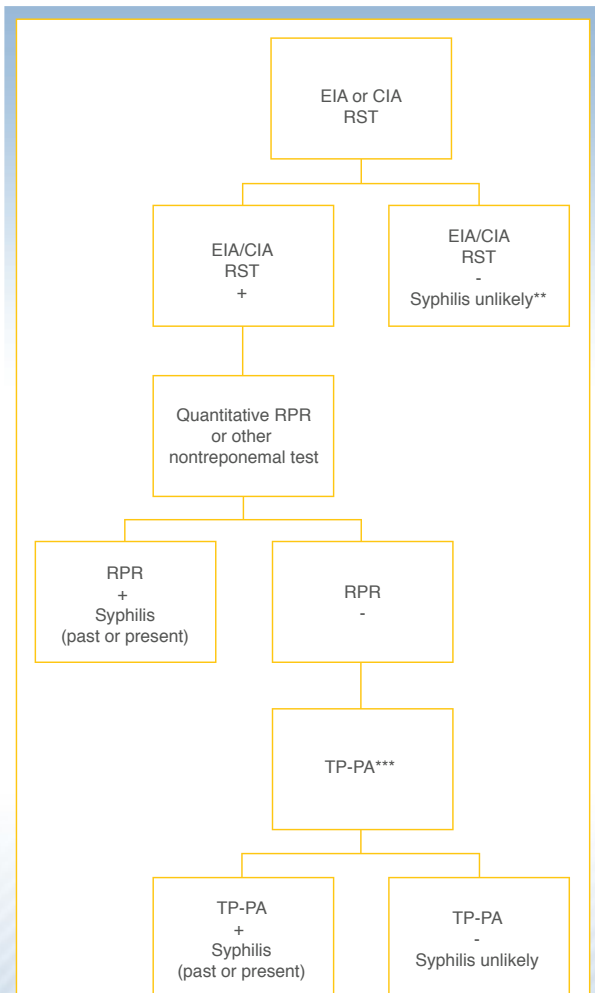 EIA or CIA
RST
EIA/CIA
RST
+
EIA/CIA
RST
-
Syphilis unlikely**
Quantitative RPR
or other
nontreponemal test
RPR
+
Syphilis
(past or present)
RPR
-
TP-PA***
TP-PA
+
Syphilis
(past or present)
TP-PA
-
Syphilis unlikely